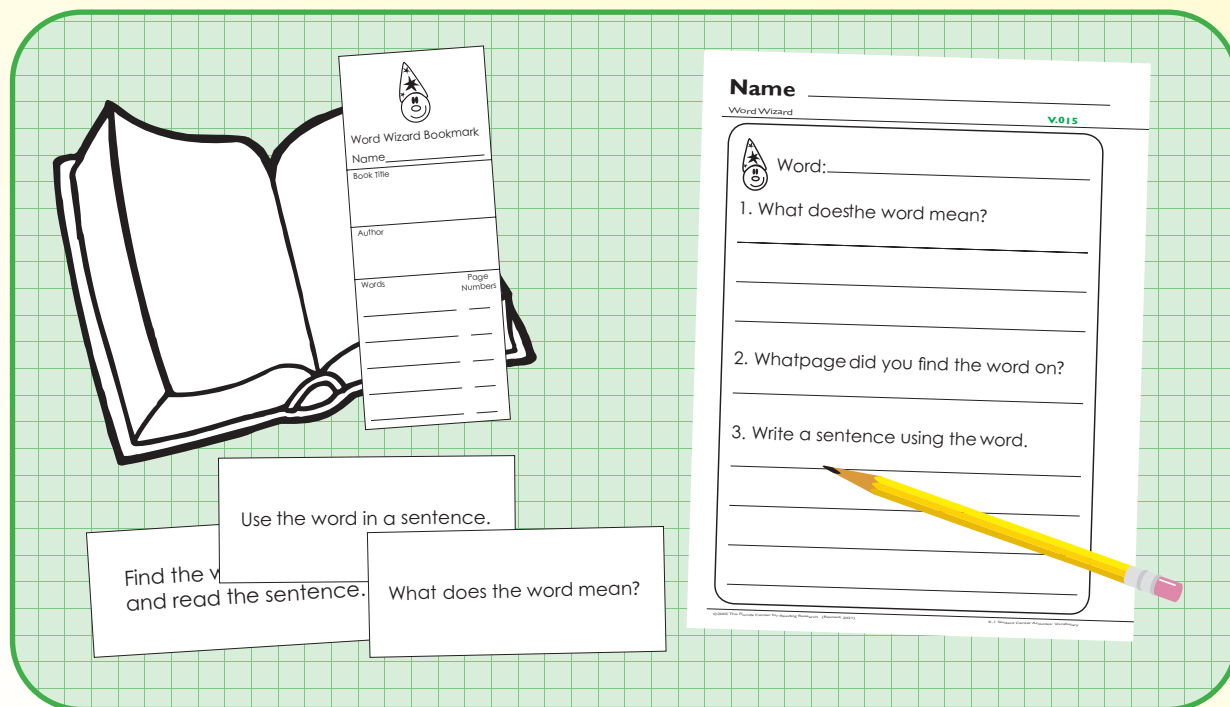 Word Wizard Bookmark
Name
Book Title
Author
Words
Page
Numbers
Use the word in a sentence.
Find the w
and read the sentence.
What does the word mean?
Name
Word Wizard
V.015
Word:
1. What doesthe word mean?
2. Whatpage did you find the word on?
3. Write a sentence using the word.